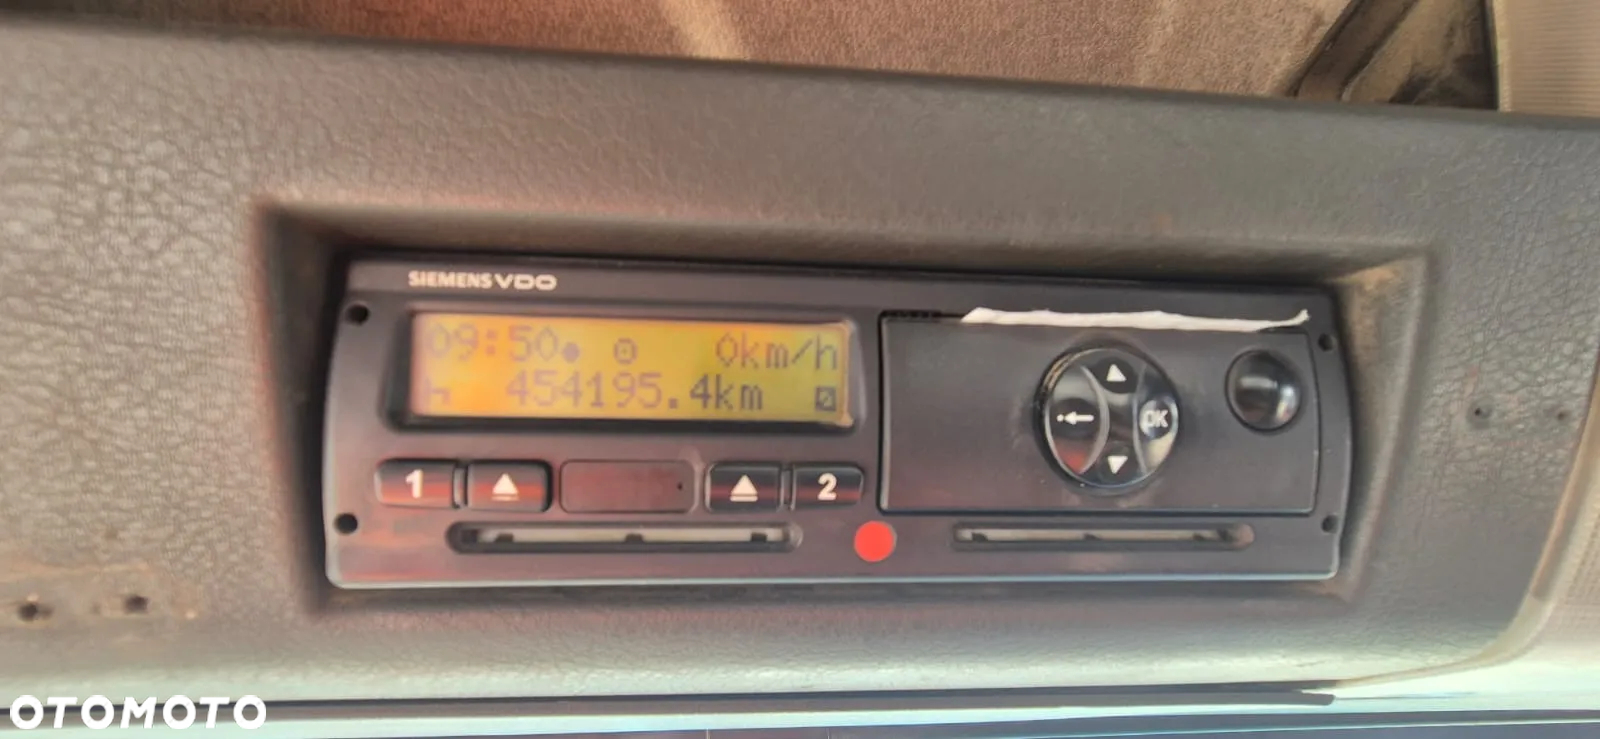 SIEMENS VDO
09:50 0km/h
454195.4km
1 2
OK
OTOMOTO